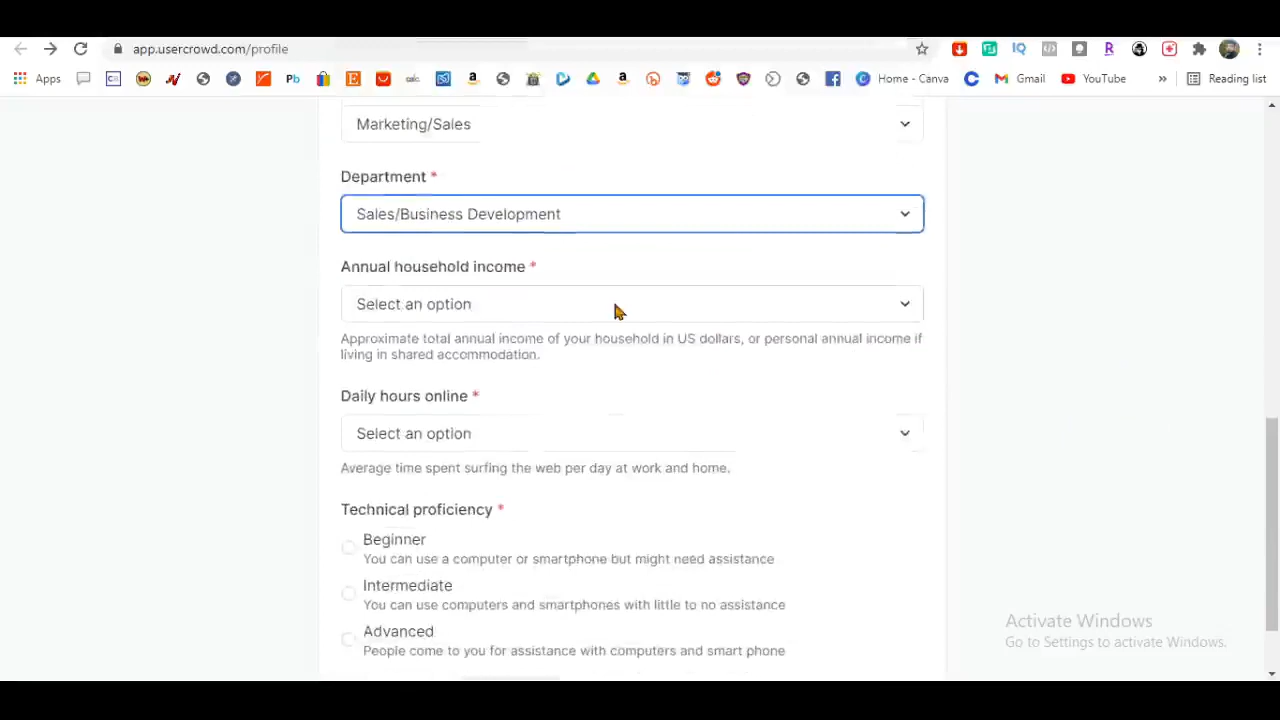 app.usercrowd.com/profile
IQ
R
Apps
Pb
Home - Canva
Gmail
YouTube
»
Reading list
Marketing/Sales
Department *
Sales/Business Development
Annual household income *
Select an option
Approximate total annual income of your household in US dollars, or personal annual income if
living in shared accommodation.
Daily hours online *
Select an option
Average time spent surfing the web per day at work and home.
Technical proficiency *
Beginner
You can use a computer or smartphone but might need assistance
Intermediate
You can use computers and smartphones with little to no assistance
Advanced
People come to you for assistance with computers and smart phone
Activate Windows
Go to Settings to activate Windows.